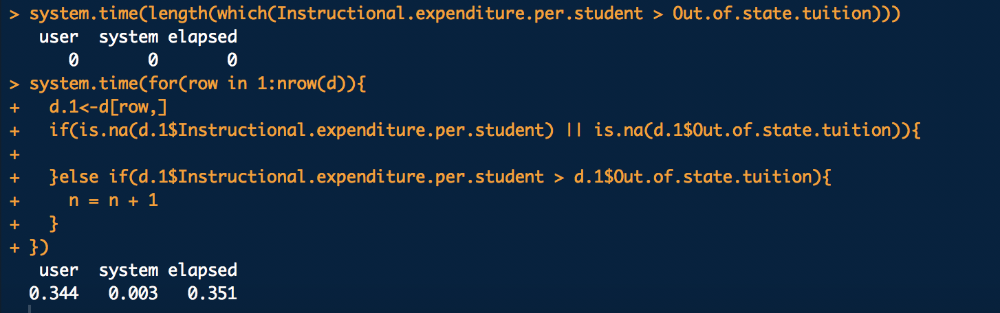 > system.time(length(which(Instructional.expenditure.per.student > Out.of.state.tuition)))
   user  system elapsed
      0       0       0
> system.time(for(row in 1:nrow(d)){
+   d.1<-d[row,]
+   if(is.na(d.1$Instructional.expenditure.per.student) || is.na(d.1$Out.of.state.tuition)){
+
+   }else if(d.1$Instructional.expenditure.per.student > d.1$Out.of.state.tuition){
+     n = n + 1
+   }
+ })
   user  system elapsed
  0.344   0.003   0.351